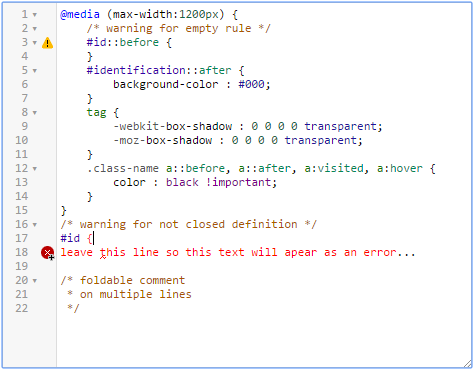 1 @media (max-width:1200px) {
2 /* warning for empty rule */
3 #id::before {
4 }
5 #identification::after {
6 background-color : #000;
7 }
8 tag {
9 -webkit-box-shadow : 0 0 0 0 transparent;
10 -moz-box-shadow : 0 0 0 0 transparent;
11 }
12 .class-name a::before, a::after, a:visited, a:hover {
13 color : black !important;
14 }
15 }
16 /* warning for not closed definition */
17 #id {
18 leave this line so this text will apear as an error...
19
20 /* foldable comment
21 * on multiple lines
22 */